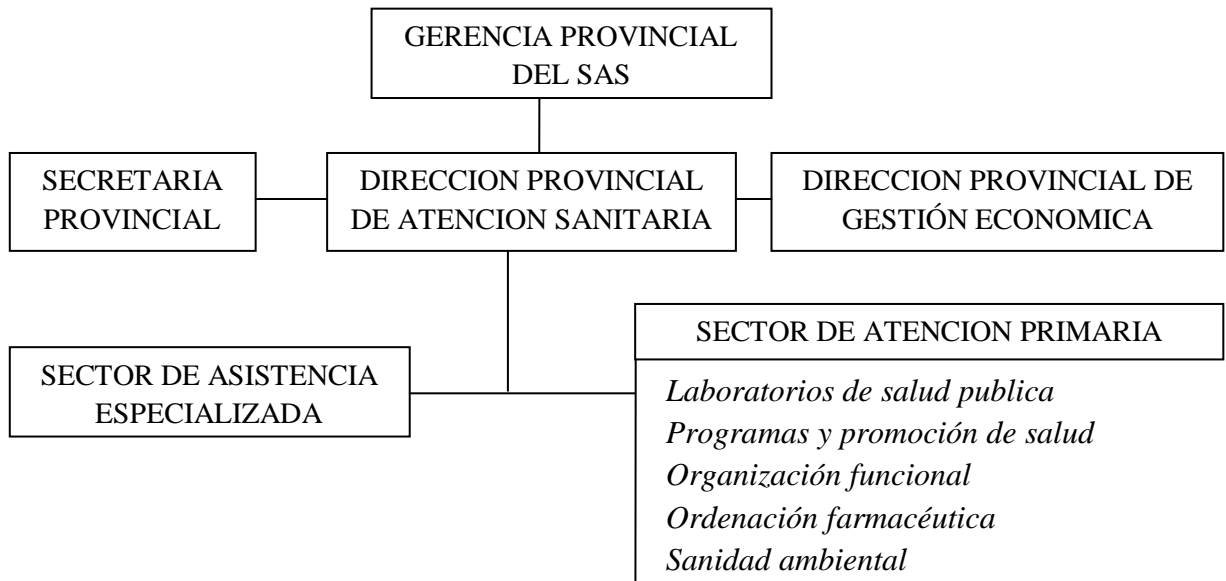 GERENCIA PROVINCIAL
DEL SAS
SECRETARIA
PROVINCIAL
DIRECCION PROVINCIAL
DE ATENCION SANITARIA
DIRECCION PROVINCIAL DE
GESTIÓN ECONOMICA
SECTOR DE ASISTENCIA
ESPECIALIZADA
SECTOR DE ATENCION PRIMARIA
Laboratorios de salud publica
Programas y promoción de salud
Organización funcional
Ordenación farmacéutica
Sanidad ambiental